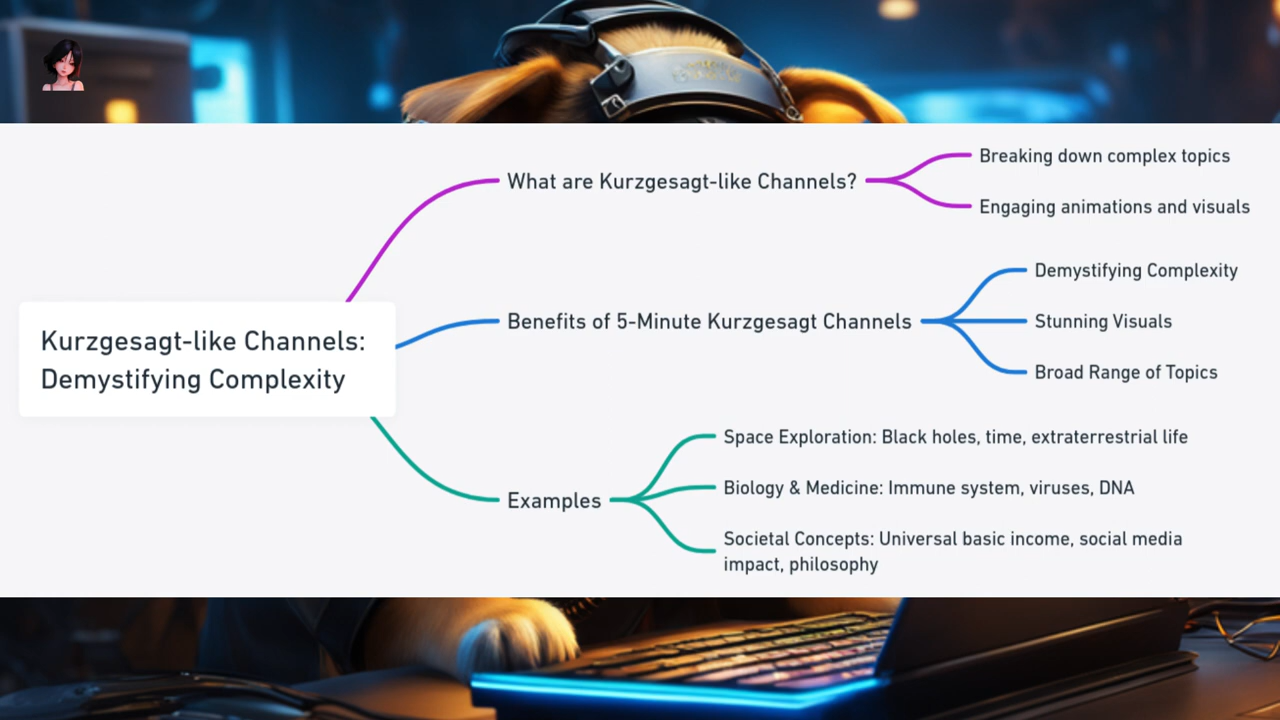 Breaking down complex topics
What are Kurzgesagt-like Channels?
Engaging animations and visuals
Demystifying Complexity
Benefits of 5-Minute Kurzgesagt Channels
Stunning Visuals
Broad Range of Topics
Kurzgesagt-like Channels:
Demystifying Complexity
Space Exploration: Black holes, time, extraterrestrial life
Examples
Biology & Medicine: Immune system, viruses, DNA
Societal Concepts: Universal basic income, social media
impact, philosophy